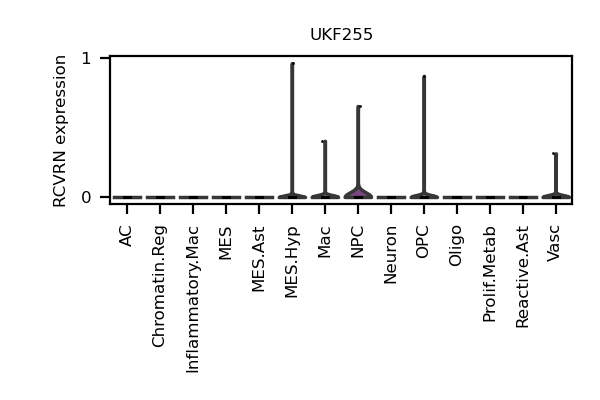 UKF255
RCVRN expression
1
0
AC
Chromatin.Reg
Inflammatory.Mac
MES
MES.Ast
MES.Hyp
Mac
NPC
Neuron
OPC
Oligo
Prolif.Metab
Reactive.Ast
Vasc